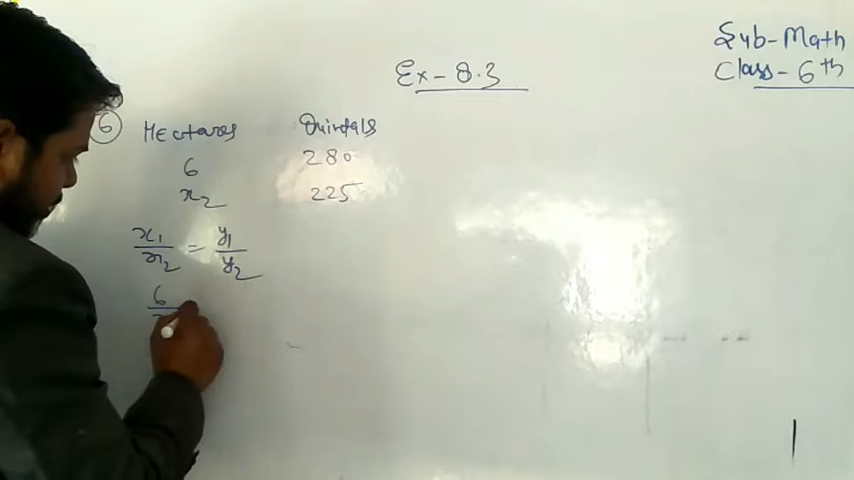 Sub-Math
Class-6th
Ex-8.3
6 Hectares Quintals
6 280
x2 225
x1/x2 = y1/y2
6